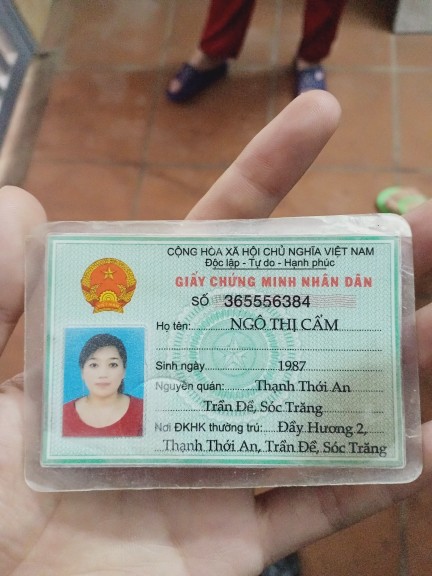 CỘNG HÒA XÃ HỘI CHỦ NGHĨA VIỆT NAM
Độc lập - Tự do - Hạnh phúc
GIẤY CHỨNG MINH NHÂN DÂN
SỐ 365556384
Họ tên: NGÔ THỊ CẨM
Sinh ngày 1987
Nguyên quán: Thạnh Thới An
Trần Đề, Sóc Trăng
Nơi ĐKHK thường trú: Đầy Hương 2,
Thạnh Thới An, Trần Đề, Sóc Trăng